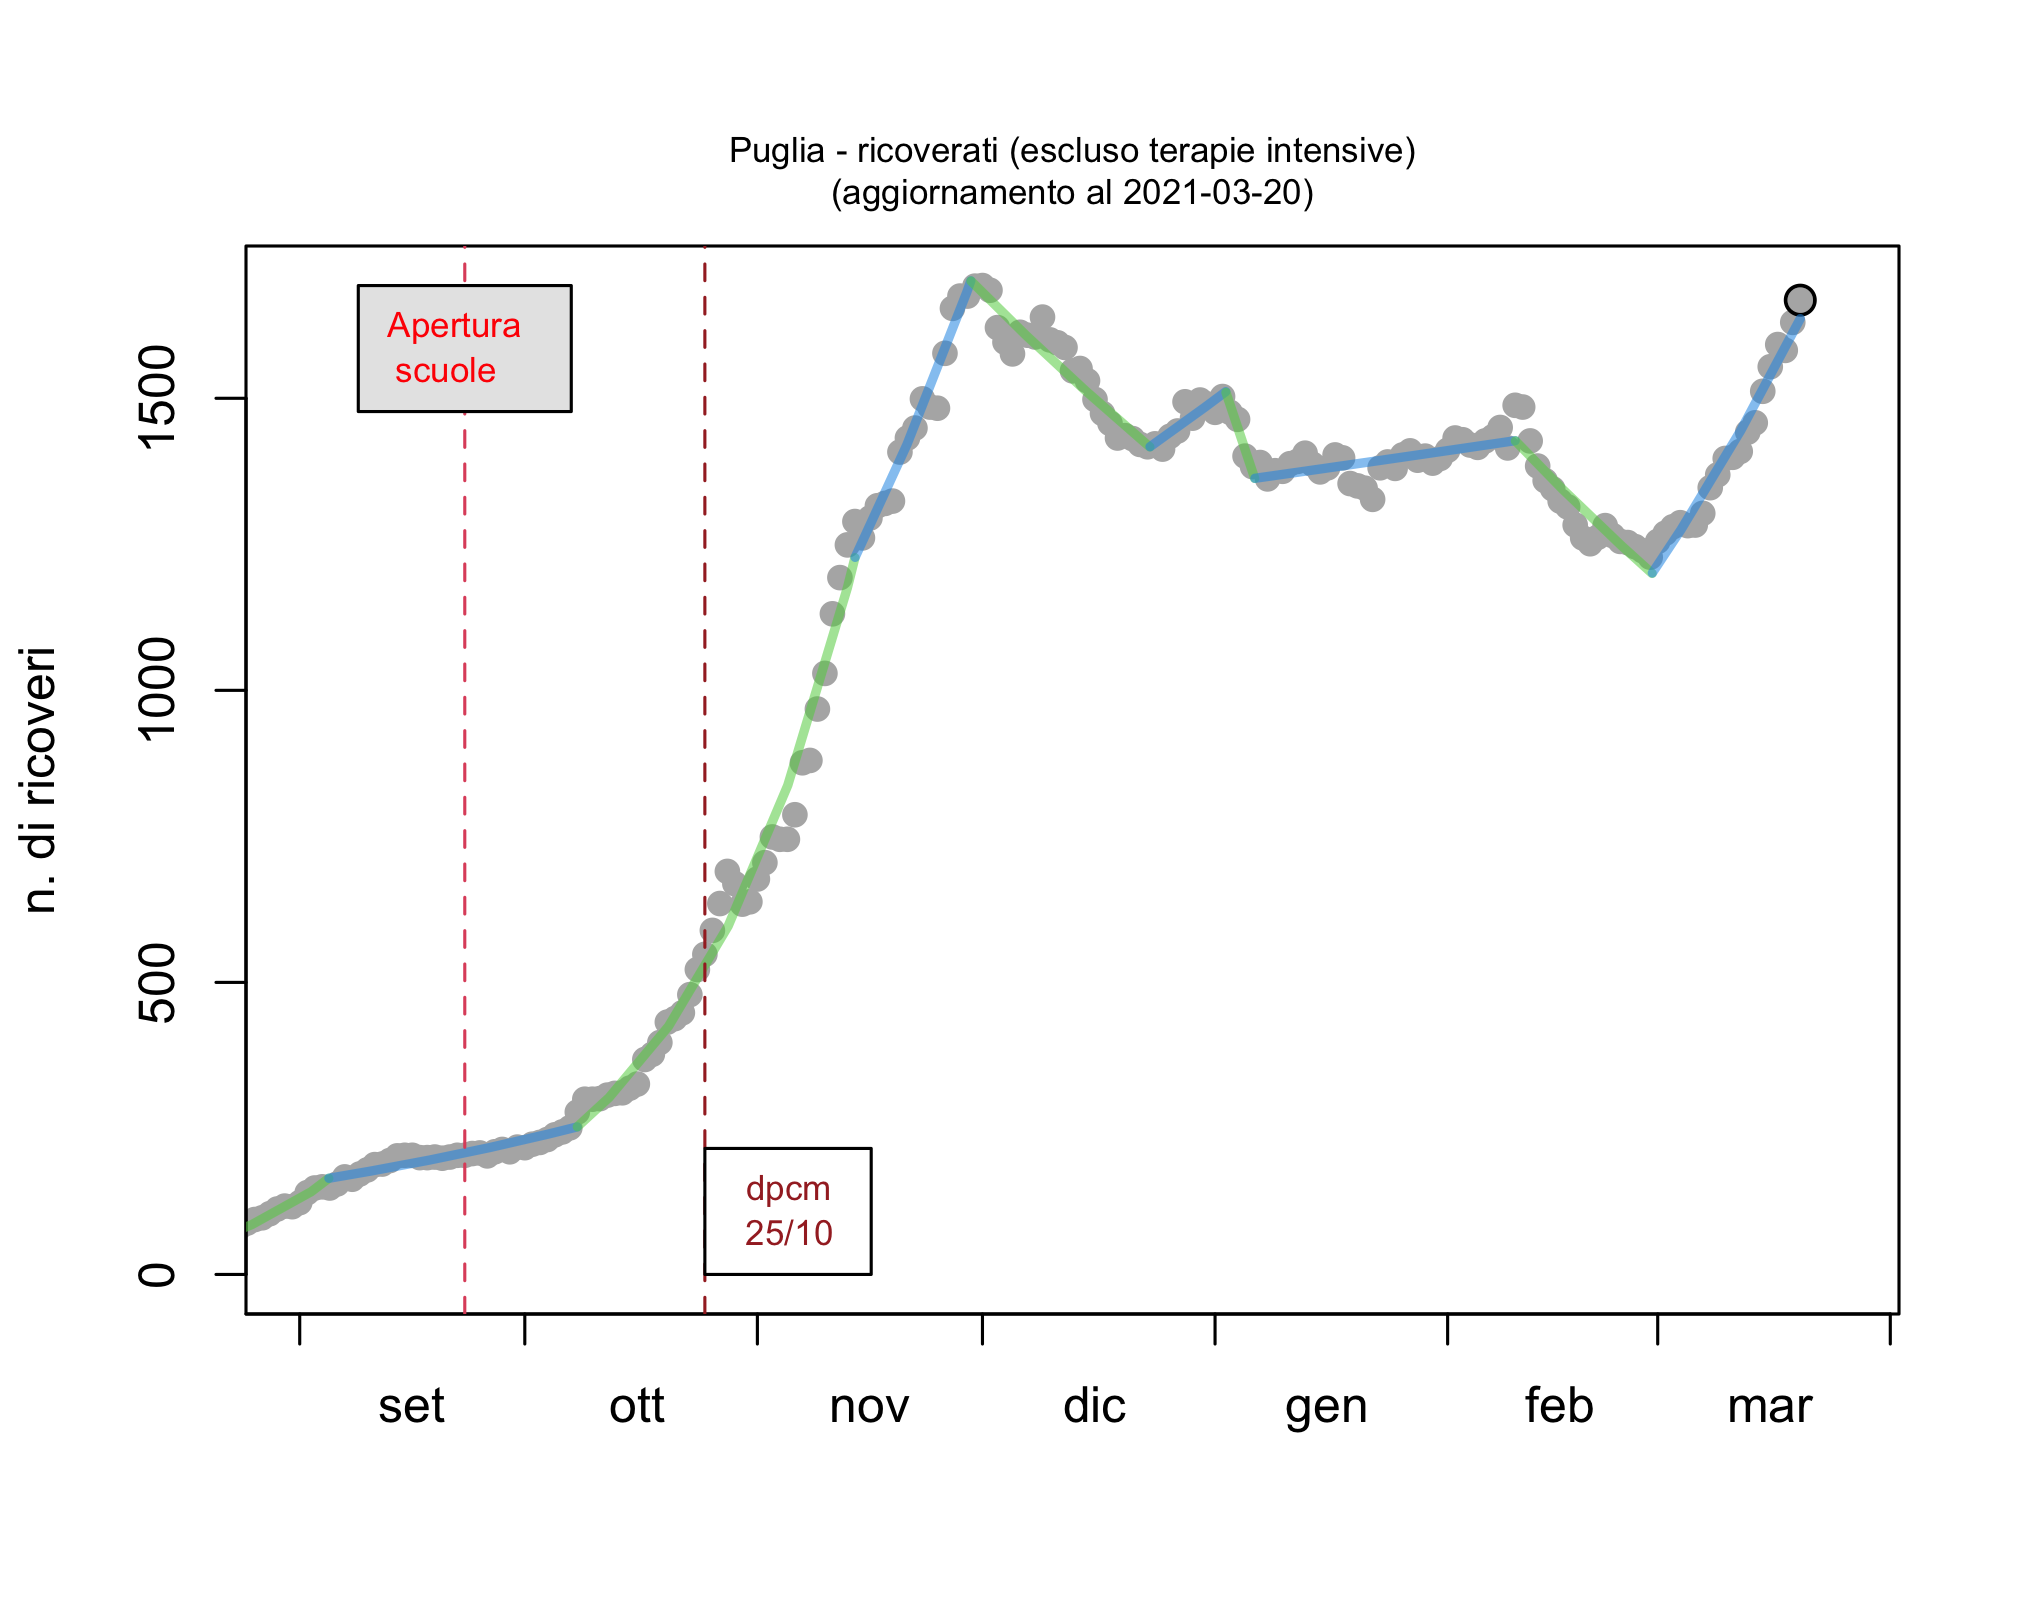 Puglia - ricoverati (escluso terapie intensive)
(aggiornamento al 2021-03-20)
Apertura
scuole
dpcm
25/10
n. di ricoveri
1500
1000
500
0
set ott nov dic gen feb mar